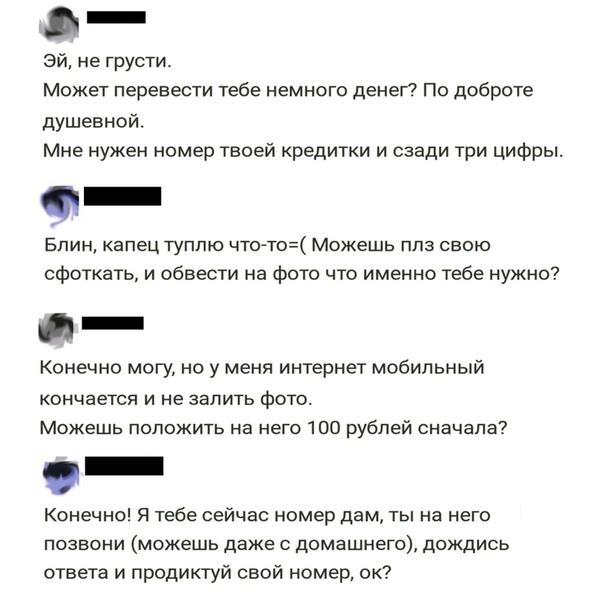 Эй, не грусти.
Может перевести тебе немного денег? По доброте
душевной.
Мне нужен номер твоей кредитки и сзади три цифры.
Блин, капец туплю что-то=( Можешь плз свою
сфоткать, и обвести на фото что именно тебе нужно?
Конечно могу, но у меня интернет мобильный
кончается и не залить фото.
Можешь положить на него 100 рублей сначала?
Конечно! Я тебе сейчас номер дам, ты на него
позвони (можешь даже с домашнего), дождись
ответа и продиктуй свой номер, ок?